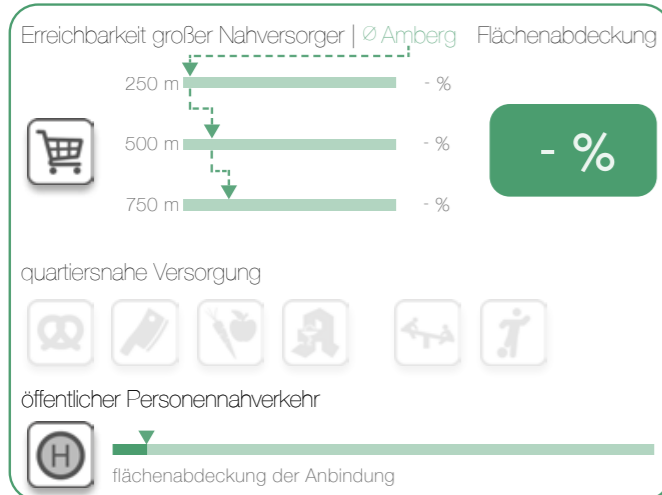 Erreichbarkeit großer Nahversorger | Ø Amberg Flächenabdeckung
250 m - %
500 m - %
- %
750 m - %
quartiersnahe Versorgung
öffentlicher Personennahverkehr
H
flächenabdeckung der Anbindung